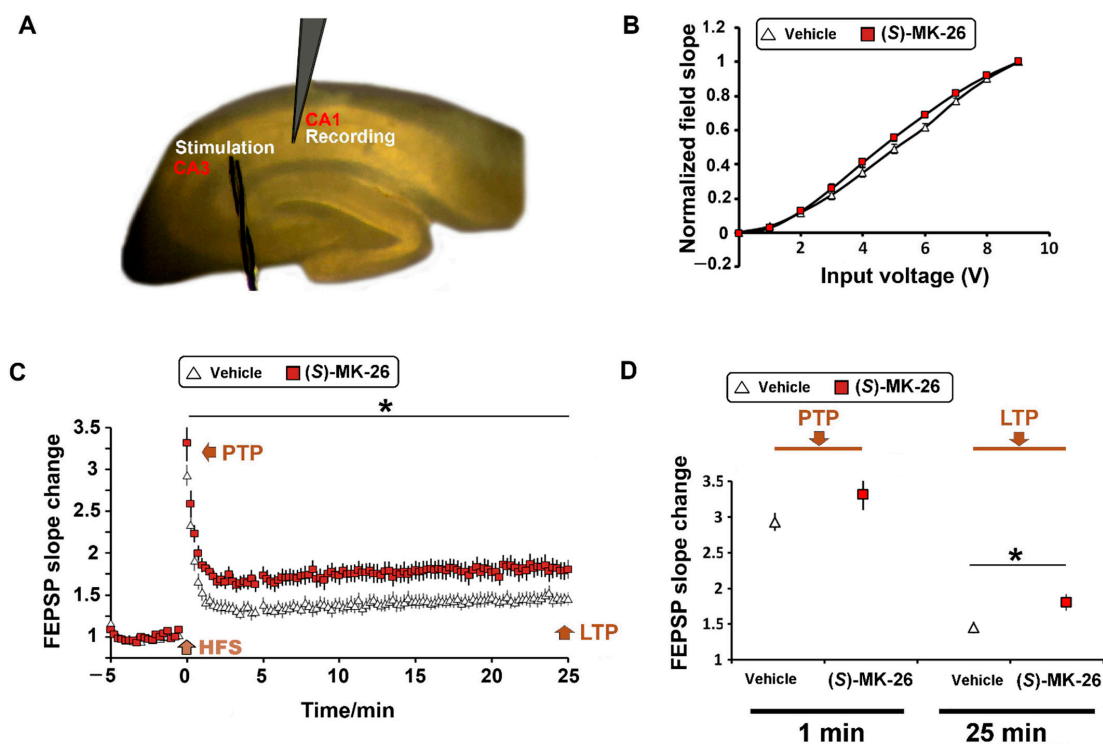 A
CA1
Recording
Stimulation
CA3
B
Vehicle
(S)-MK-26
Normalized field slope
1.2
1
0.8
0.6
0.4
0.2
0
−0.2
2
4
6
8
10
Input voltage (V)
C
Vehicle
(S)-MK-26
*
FEPSP slope change
3.5
3
2.5
2
1.5
1
PTP
HFS
LTP
−5
0
5
10
15
20
25
Time/min
D
Vehicle
(S)-MK-26
PTP
LTP
FEPSP slope change
3.5
3
2.5
2
1.5
1
*
Vehicle
(S)-MK-26
Vehicle
(S)-MK-26
1 min
25 min